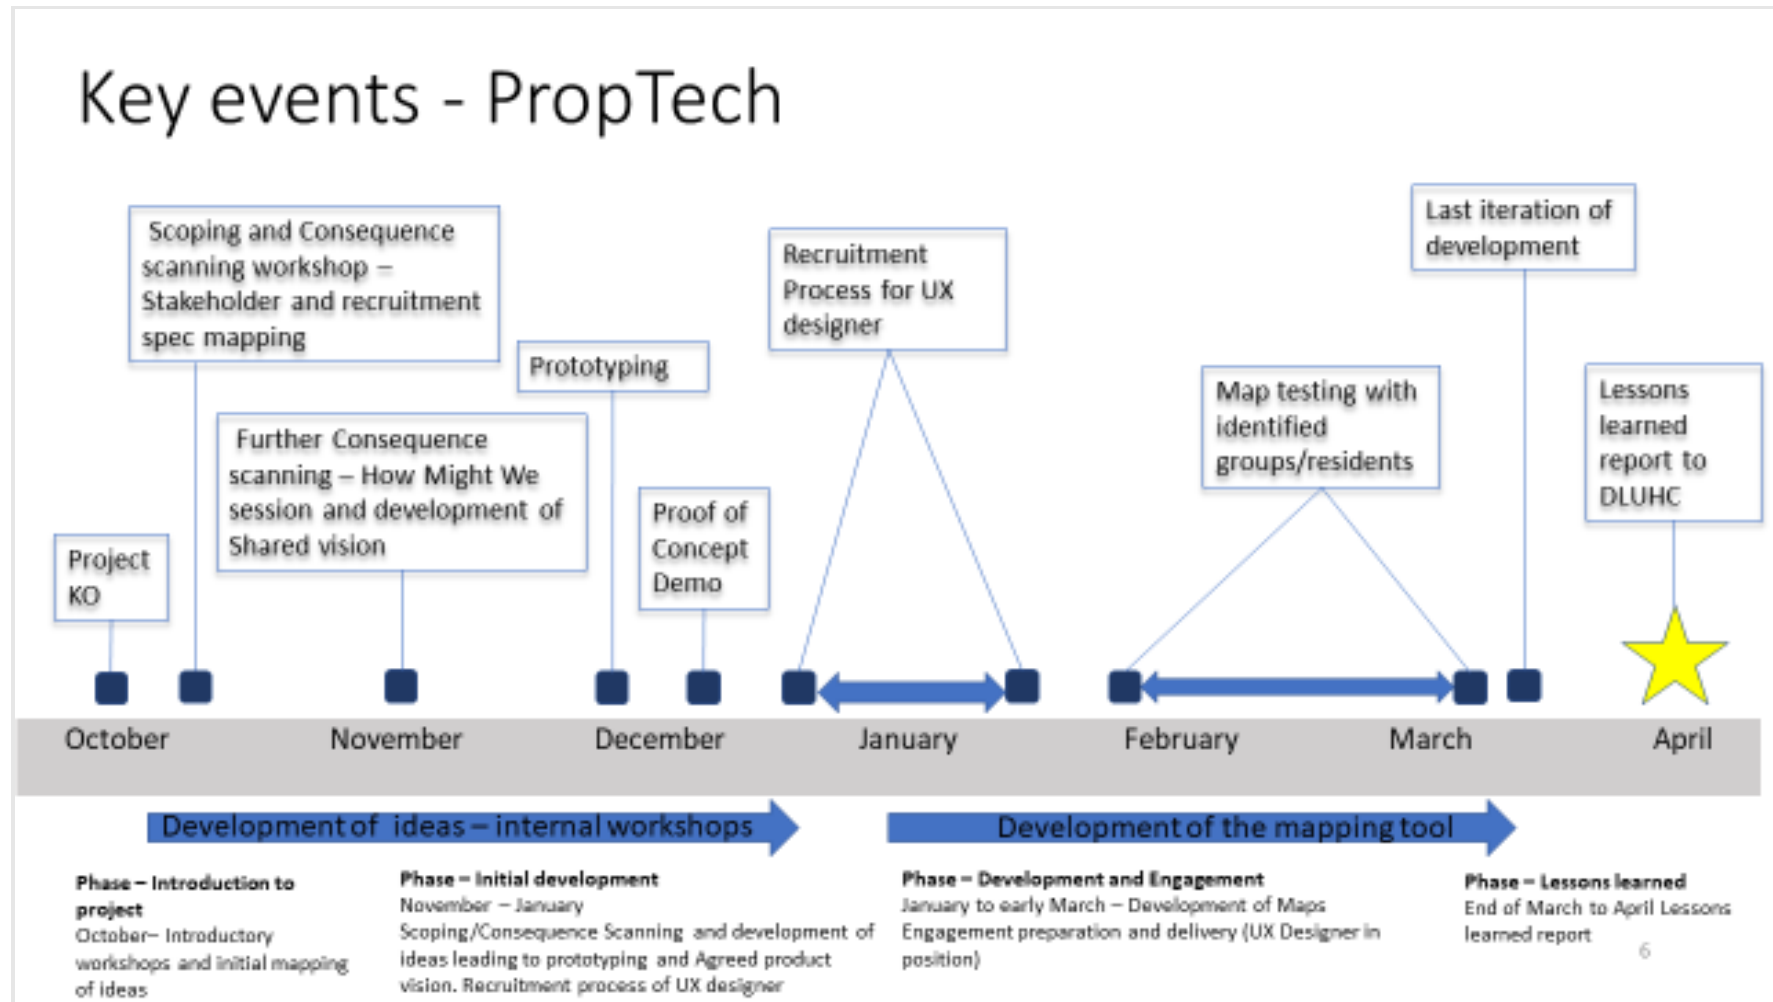 Key events - PropTech
Scoping and Consequence
scanning workshop –
Stakeholder and recruitment
spec mapping
Further Consequence
scanning – How Might We
session and development of
Shared vision
Project
KO
Prototyping
Proof of
Concept
Demo
Recruitment
Process for UX
designer
Map testing with
identified
groups/residents
Last iteration of
development
Lessons
learned
report to
DLUHC
October
November
December
January
February
March
April
Development of ideas – internal workshops
Development of the mapping tool
Phase – Introduction to
project
October– Introductory
workshops and initial mapping
of ideas
Phase – Initial development
November – January
Scoping/Consequence Scanning and development of
ideas leading to prototyping and Agreed product
vision. Recruitment process of UX designer
Phase – Development and Engagement
January to early March – Development of Maps
Engagement preparation and delivery (UX Designer in
position)
Phase – Lessons learned
End of March to April Lessons
learned report
6